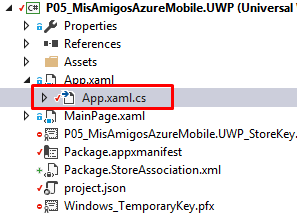 P05_MisAmigosAzureMobile.UWP (Universal
Properties
References
Assets
App.xaml
App.xaml.cs
MainPage.xaml
P05_MisAmigosAzureMobile.UWP_StoreKey.
Package.appxmanifest
Package.StoreAssociation.xml
project.json
Windows_TemporaryKey.pfx